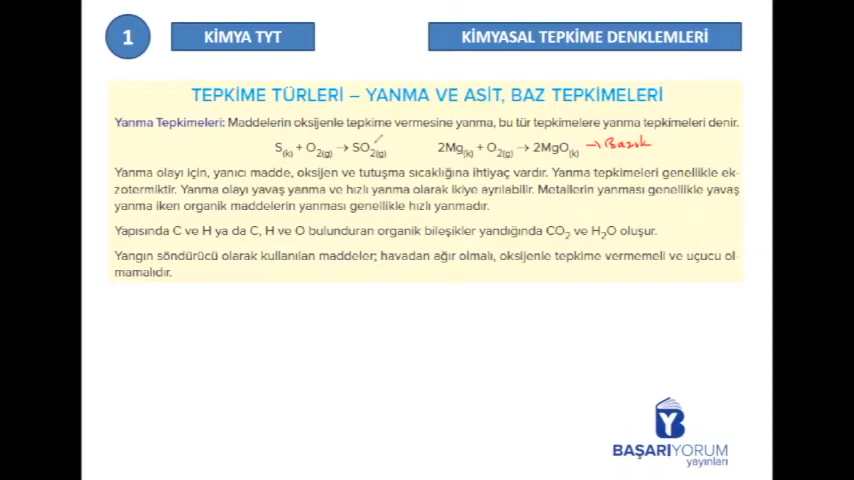 1
KİMYA TYT
KİMYASAL TEPKİME DENKLEMLERİ
TEPKİME TÜRLERİ – YANMA VE ASİT, BAZ TEPKİMELERİ
Yanma Tepkimeleri: Maddelerin oksijenle tepkime vermesine yanma, bu tür tepkimelere yanma tepkimeleri denir.
S(k) + O2(g) → SO2(g) 2Mg(k) + O2(g) → 2MgO(k) → Bazik
Yanma olayı için, yanıcı madde, oksijen ve tutuşma sıcaklığına ihtiyaç vardır. Yanma tepkimeleri genellikle ek-
zotermiktir. Yanma olayı yavaş yanma ve hızlı yanma olarak ikiye ayrılabilir. Metallerin yanması genellikle yavaş
yanma iken organik maddelerin yanması genellikle hızlı yanmadır.
Yapısında C ve H ya da C, H ve O bulunduran organik bileşikler yandığında CO2 ve H2O oluşur.
Yangın söndürücü olarak kullanılan maddeler; havadan ağır olmalı, oksijenle tepkime vermemeli ve uçucu ol-
mamalıdır.
BAŞARIYORUM
yayınları